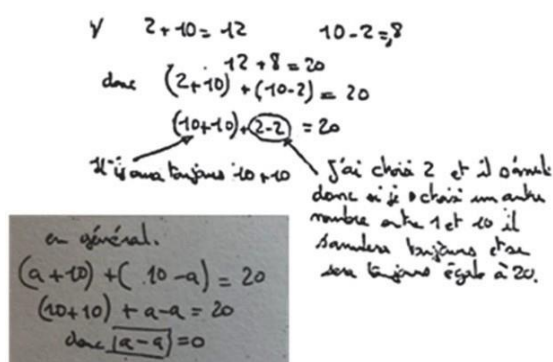 y 2+10=12 10-2=8
12+8=20
donc (2+10)+(10-2)=20
(10+10)+2-2=20
Il y aura toujours 10+10
J'ai choisi 2 et il s'annule
donc si je choisi un autre
nombre entre 1 et 10 il
s'annulera toujours et se
sera toujours égale à 20.
en général.
(a+10)+(10-a)=20
(10+10)+a-a=20
donc a-a=0